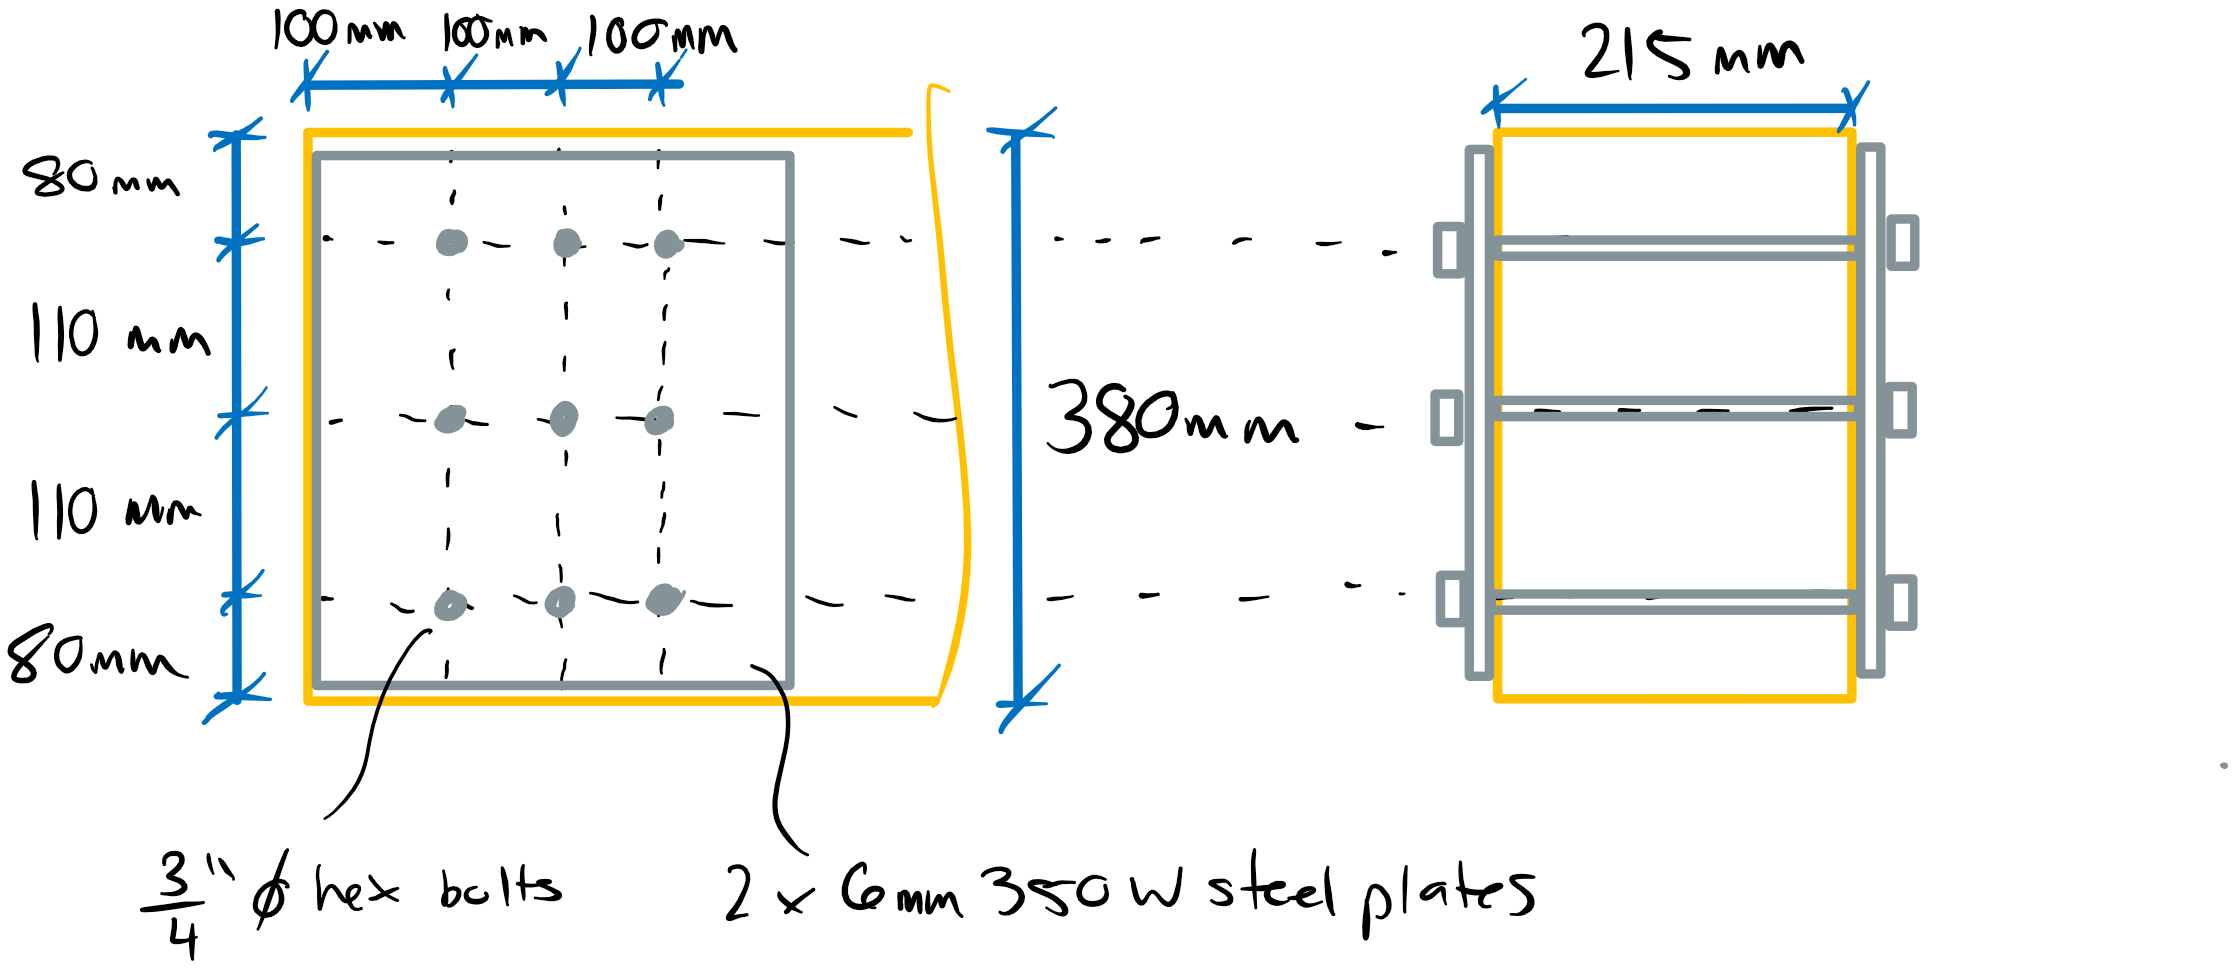 100mm 100mm 100mm
215 mm
80mm
110 mm
380mm
110 mm
80mm
3/4" ϕ hex bolts
2 x 6mm 350W steel plates